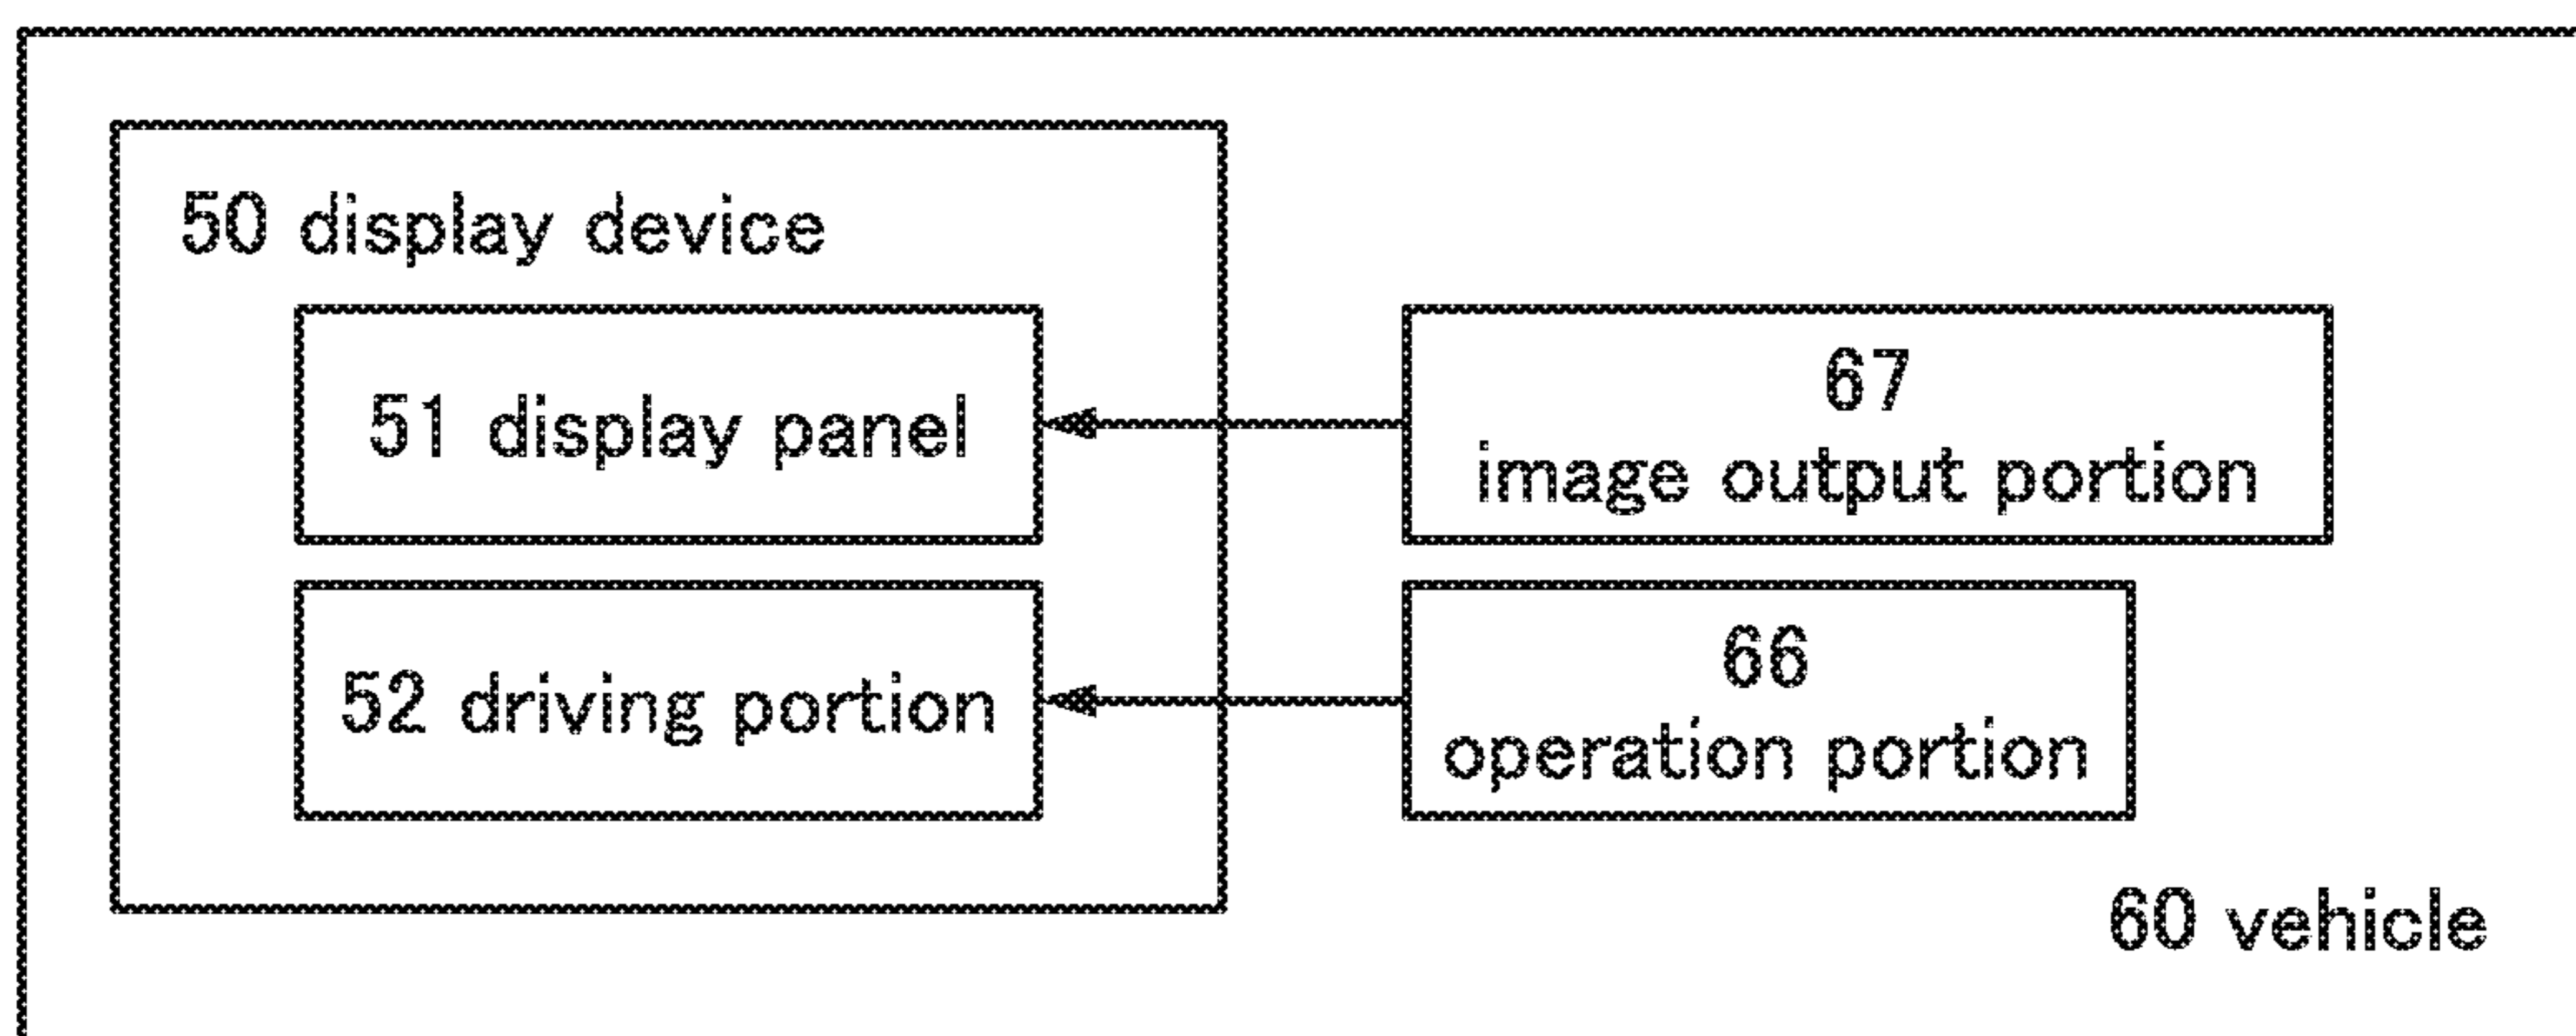 50 display device
51 display panel
67
image output portion
52 driving portion
66
operation portion
60 vehicle